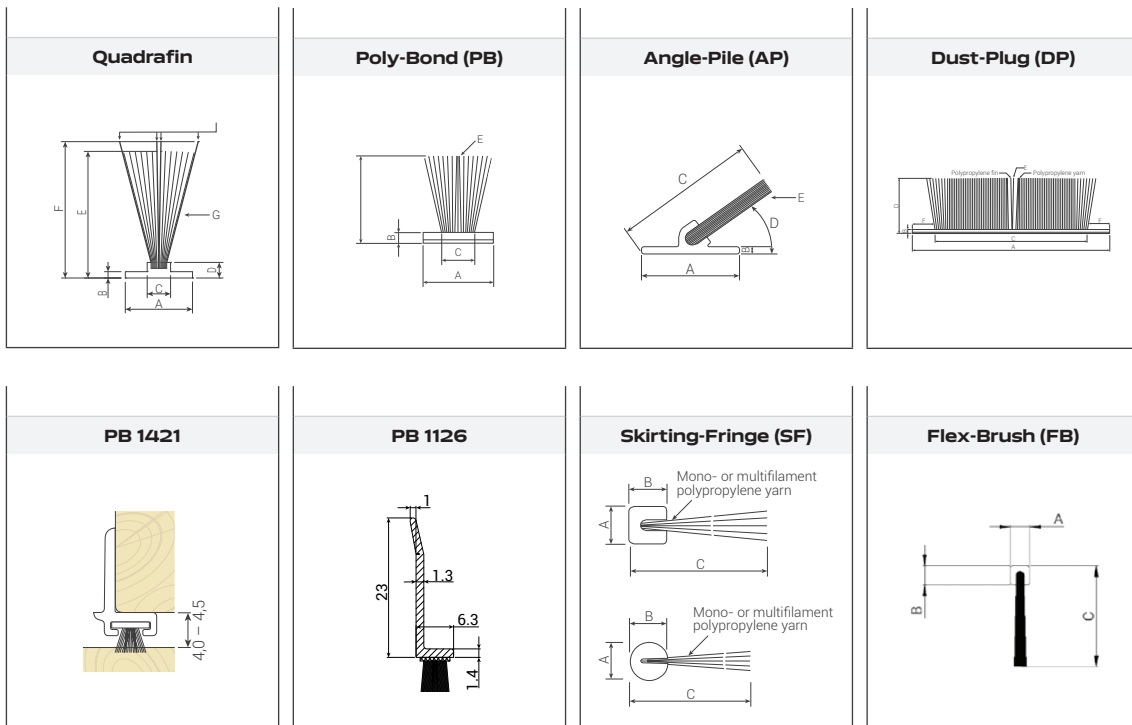 Quadrafin
F
E
G
B
C
D
A
Poly-Bond (PB)
E
B
C
A
Angle-Pile (AP)
C
E
D
B
A
Dust-Plug (DP)
E
Polypropylene fin
Polypropylene yarn
D
F
F
B
C
A
PB 1421
4,0 – 4,5
PB 1126
1
23
1.3
6.3
1.4
Skirting-Fringe (SF)
B
Mono- or multifilament
polypropylene yarn
A
C
B
Mono- or multifilament
polypropylene yarn
A
C
Flex-Brush (FB)
A
B
C